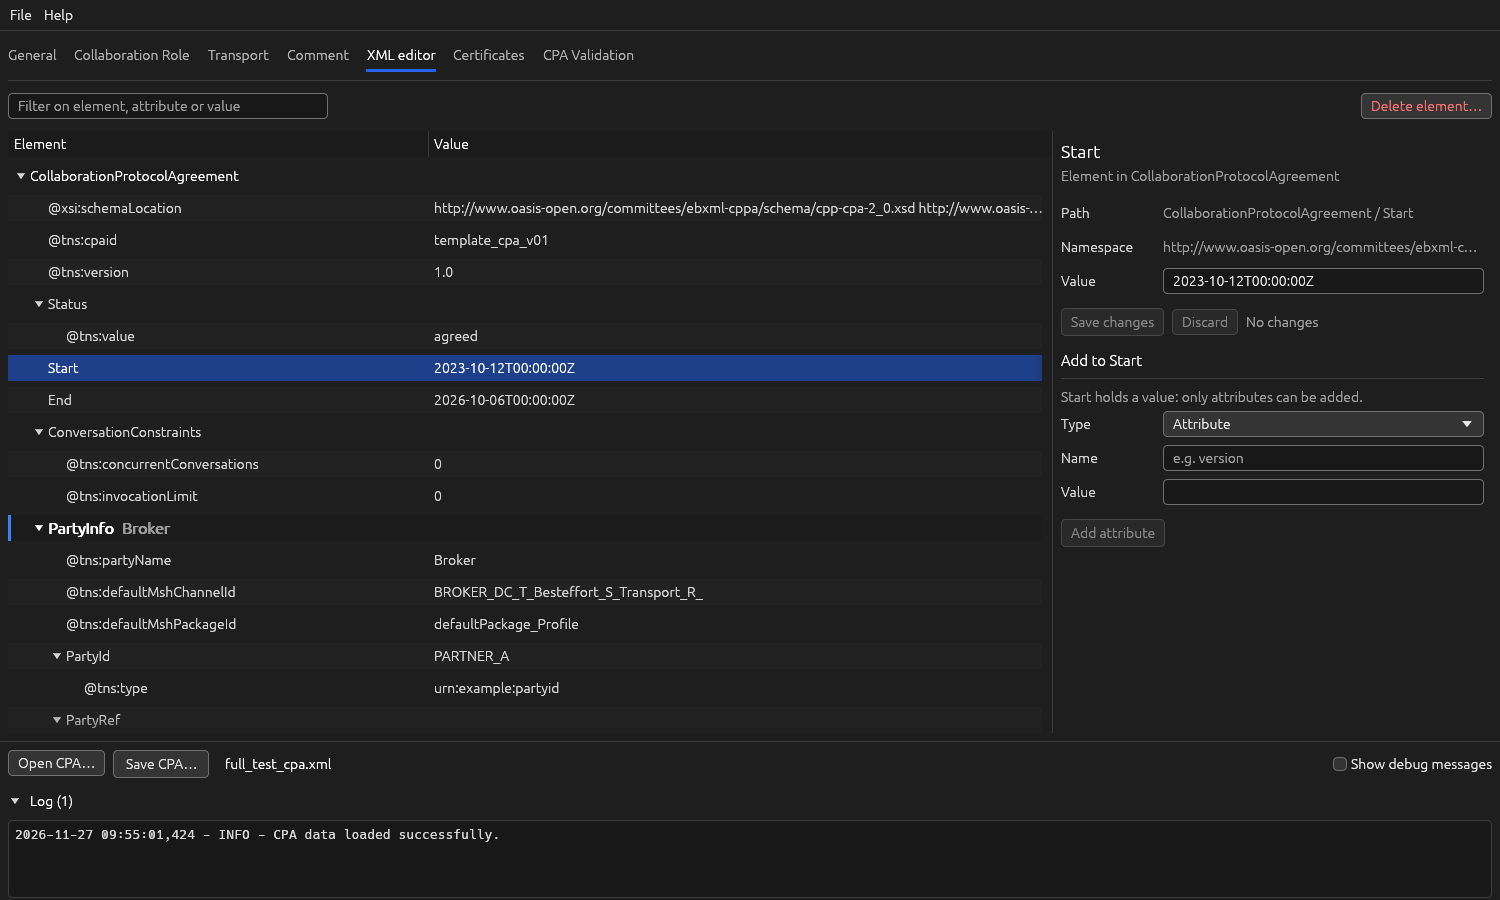 File Help
General Collaboration Role Transport Comment XML editor Certificates CPA Validation
Filter on element, attribute or value
Delete element...
Element Value
CollaborationProtocolAgreement
@xsi:schemaLocation http://www.oasis-open.org/committees/ebxml-cppa/schema/cpp-cpa-2_0.xsd http://www.oasis-...
@tns:cpaid template_cpa_v01
@tns:version 1.0
Status
@tns:value agreed
Start 2023-10-12T00:00:00Z
End 2026-10-06T00:00:00Z
ConversationConstraints
@tns:concurrentConversations 0
@tns:invocationLimit 0
PartyInfo Broker
@tns:partyName Broker
@tns:defaultMshChannelId BROKER_DC_T_Besteffort_S_Transport_R_
@tns:defaultMshPackageId defaultPackage_Profile
PartyId PARTNER_A
@tns:type urn:example:partyid
PartyRef
Start
Element in CollaborationProtocolAgreement
Path CollaborationProtocolAgreement / Start
Namespace http://www.oasis-open.org/committees/ebxml-c...
Value 2023-10-12T00:00:00Z
Save changes Discard No changes
Add to Start
Start holds a value: only attributes can be added.
Type Attribute
Name e.g. version
Value
Add attribute
Open CPA... Save CPA... full_test_cpa.xml
Show debug messages
Log (1)
2026-11-27 09:55:01,424 - INFO - CPA data loaded successfully.